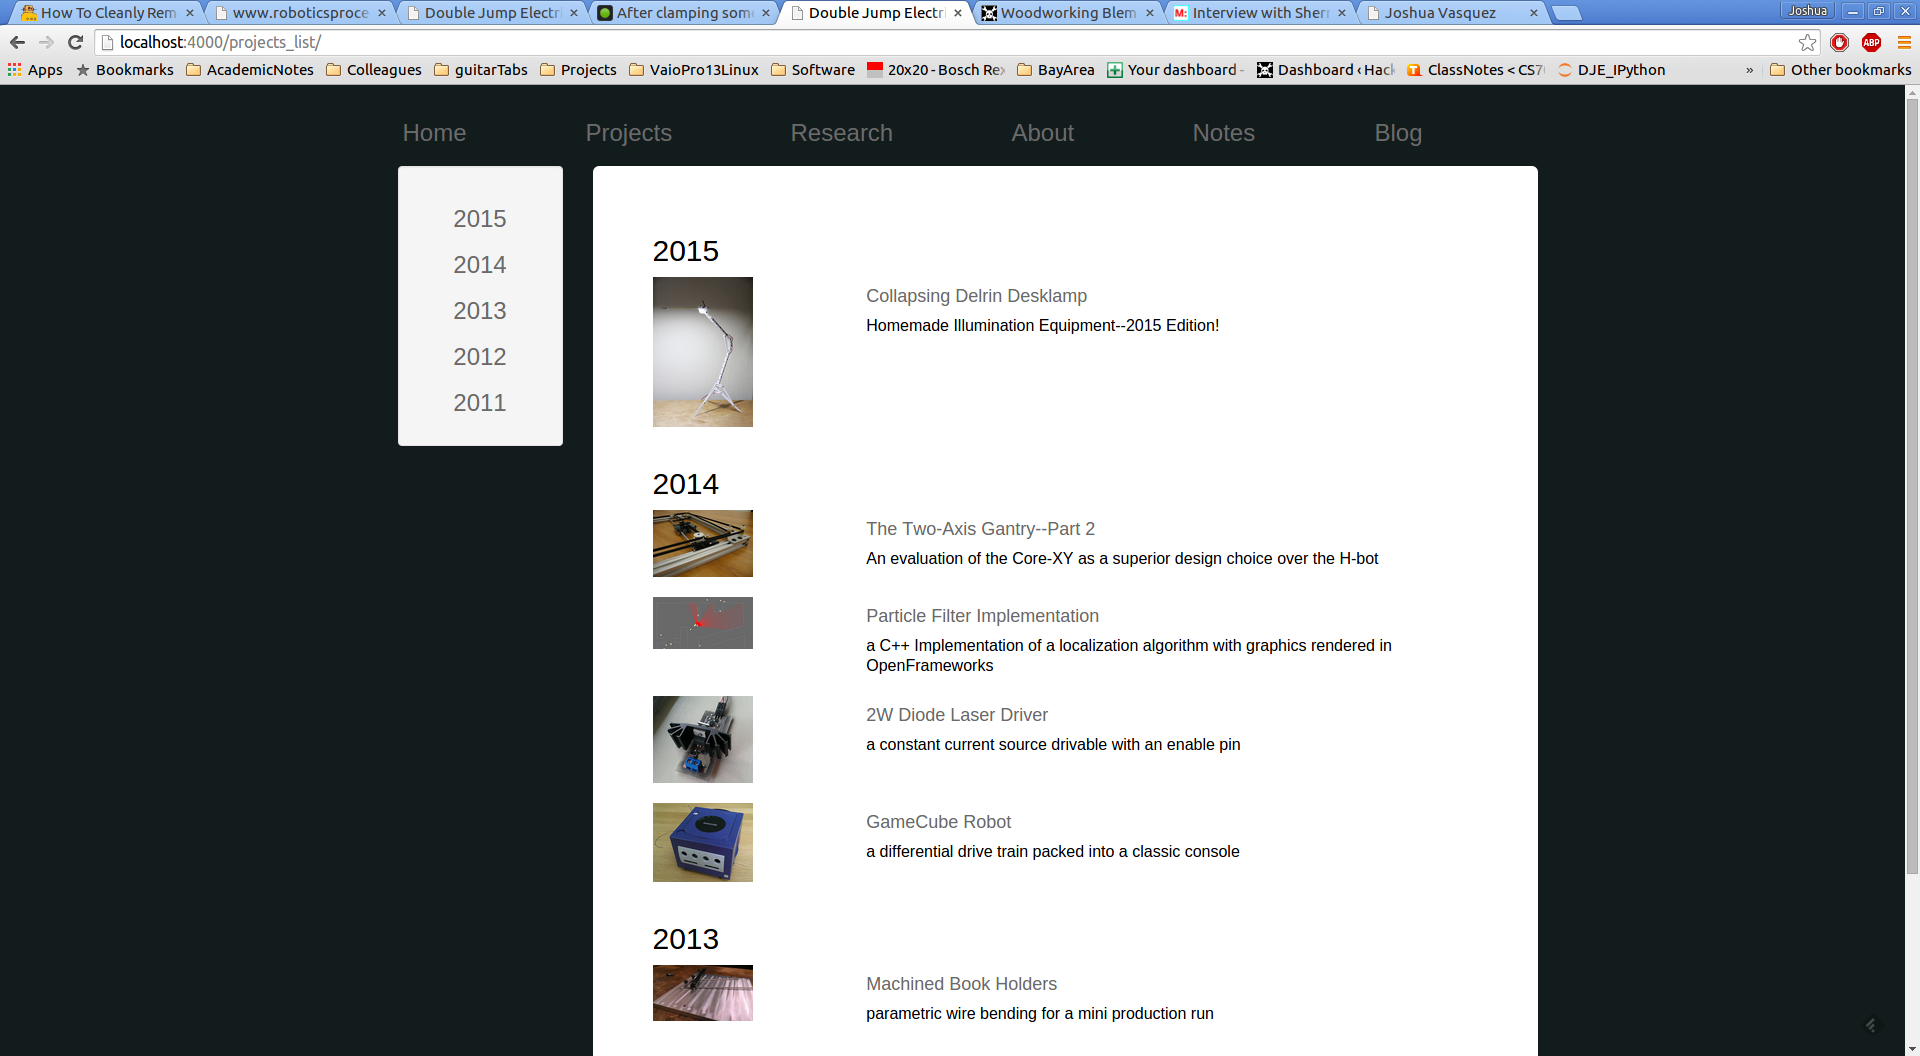 How To Cleanly Rem
www.roboticsproce
Double Jump Electri
After clamping som
Double Jump Electri
Woodworking Blem
M: Interview with Sherr
Joshua Vasquez
Joshua
localhost:4000/projects_list/
ABP
Apps Bookmarks AcademicNotes Colleagues guitarTabs Projects VaioPro13Linux Software 20x20 - Bosch Rex BayArea Your dashboard - Dashboard ‹ Hack ClassNotes < CS7 DJE_IPython » Other bookmarks
Home Projects Research About Notes Blog
2015
2014
2013
2012
2011
2015
Collapsing Delrin Desklamp
Homemade Illumination Equipment--2015 Edition!
2014
The Two-Axis Gantry--Part 2
An evaluation of the Core-XY as a superior design choice over the H-bot
Particle Filter Implementation
a C++ Implementation of a localization algorithm with graphics rendered in
OpenFrameworks
2W Diode Laser Driver
a constant current source drivable with an enable pin
GameCube Robot
a differential drive train packed into a classic console
2013
Machined Book Holders
parametric wire bending for a mini production run